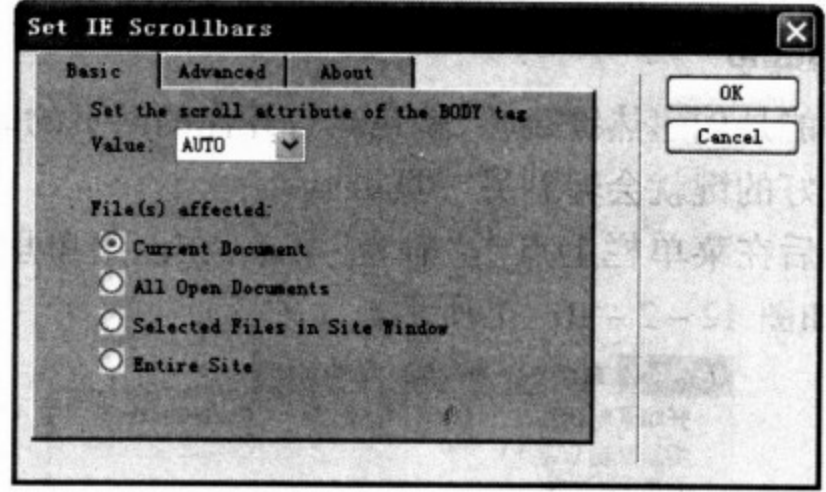 Set IE Scrollbars
Basic Advanced About
Set the scroll attribute of the BODY tag
Value: AUTO
File(s) affected:
Current Document
All Open Documents
Selected Files in Site Window
Entire Site
OK
Cancel